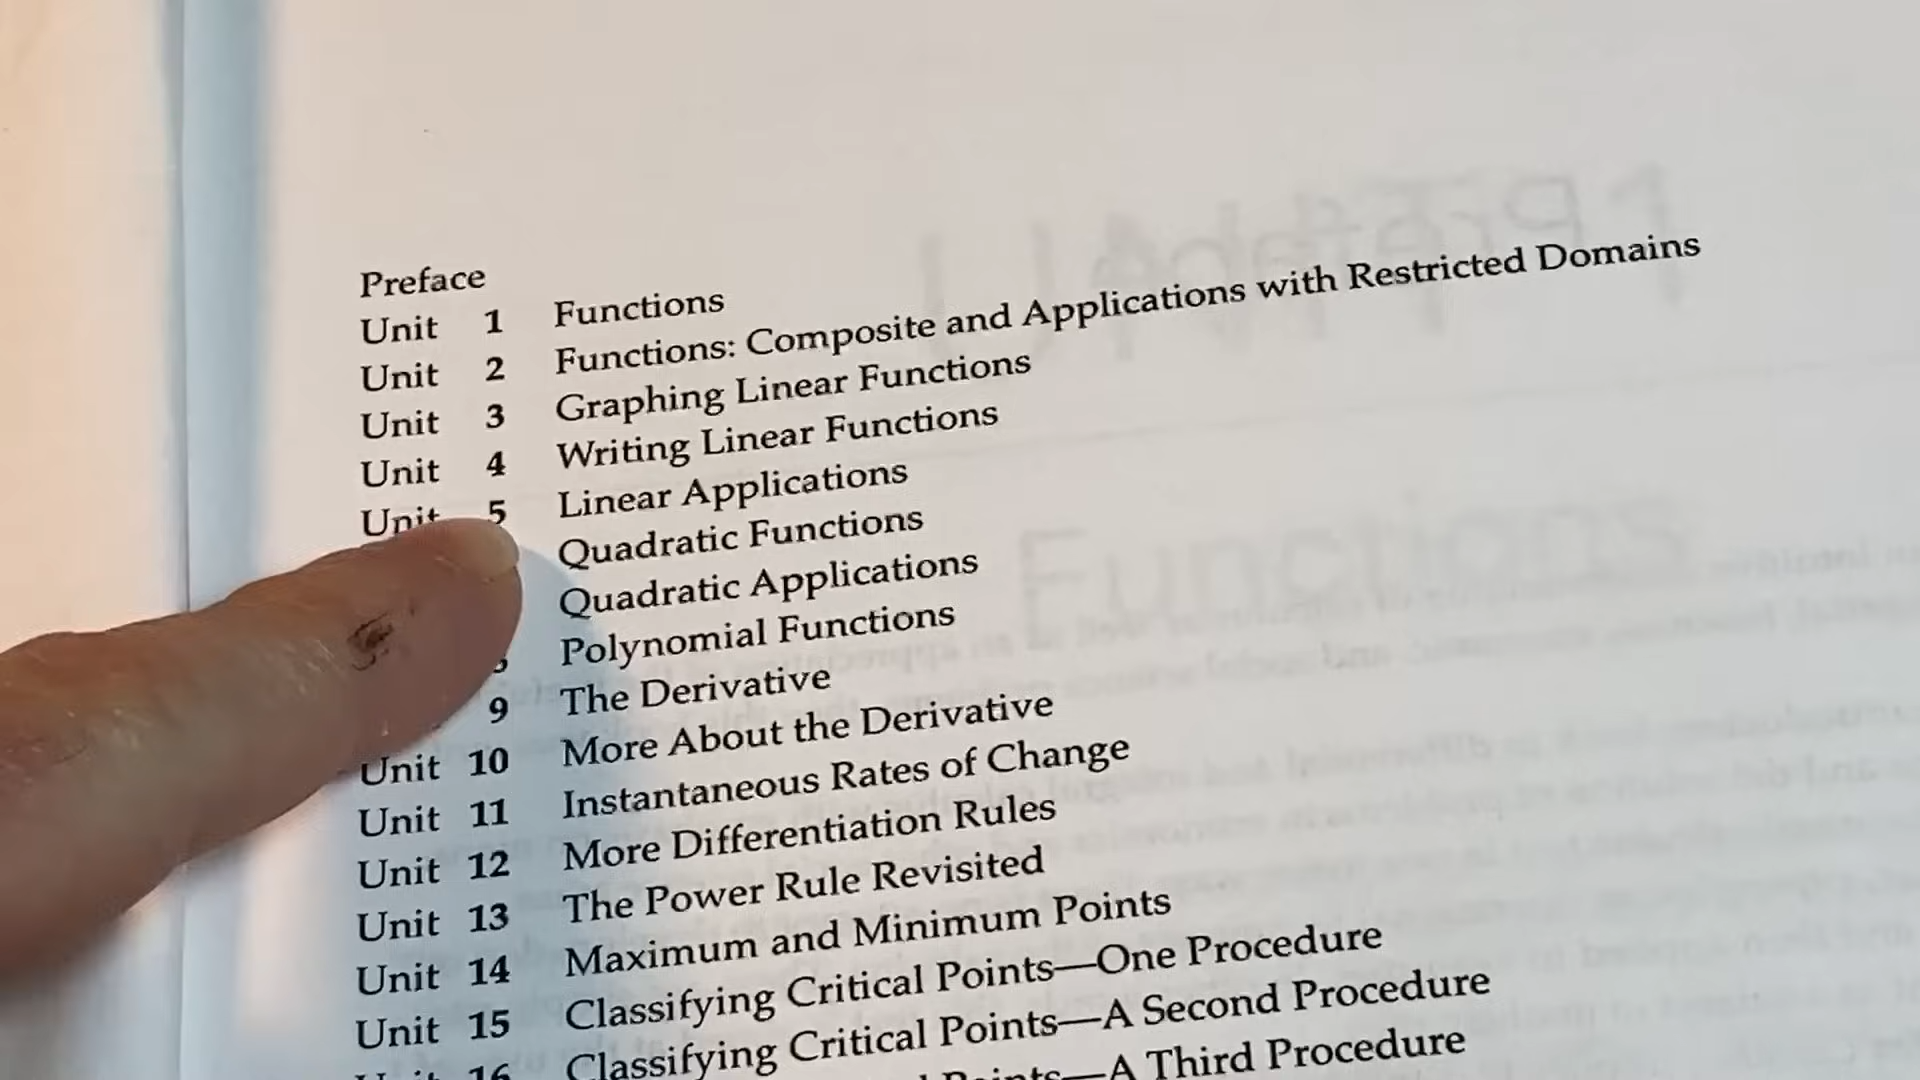 Preface
Unit 1 Functions
Unit 2 Functions: Composite and Applications with Restricted Domains
Unit 3 Graphing Linear Functions
Unit 4 Writing Linear Functions
Unit 5 Linear Applications
Quadratic Functions
Quadratic Applications
Polynomial Functions
9 The Derivative
Unit 10 More About the Derivative
Unit 11 Instantaneous Rates of Change
Unit 12 More Differentiation Rules
Unit 13 The Power Rule Revisited
Unit 14 Maximum and Minimum Points
Unit 15 Classifying Critical Points—One Procedure
Unit 16 Classifying Critical Points—A Second Procedure
Points—A Third Procedure